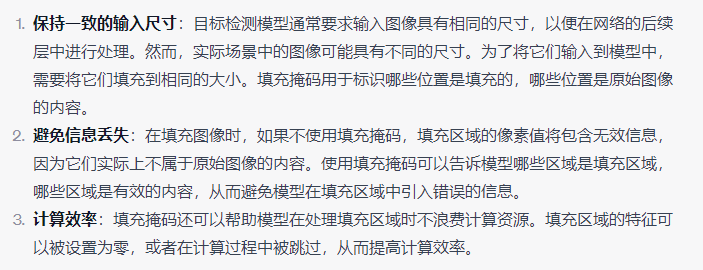 1. 保持一致的输入尺寸：目标检测模型通常要求输入图像具有相同的尺寸，以便在网络的后续
层中进行处理。然而，实际场景中的图像可能具有不同的尺寸。为了将它们输入到模型中，
需要将它们填充到相同的大小。填充掩码用于标识哪些位置是填充的，哪些位置是原始图像
的内容。
2. 避免信息丢失：在填充图像时，如果不使用填充掩码，填充区域的像素值将包含无效信息，
因为它们实际上不属于原始图像的内容。使用填充掩码可以告诉模型哪些区域是填充区域，
哪些区域是有效的内容，从而避免模型在填充区域中引入错误的信息。
3. 计算效率：填充掩码还可以帮助模型在处理填充区域时不浪费计算资源。填充区域的特征可
以被设置为零，或者在计算过程中被跳过，从而提高计算效率。